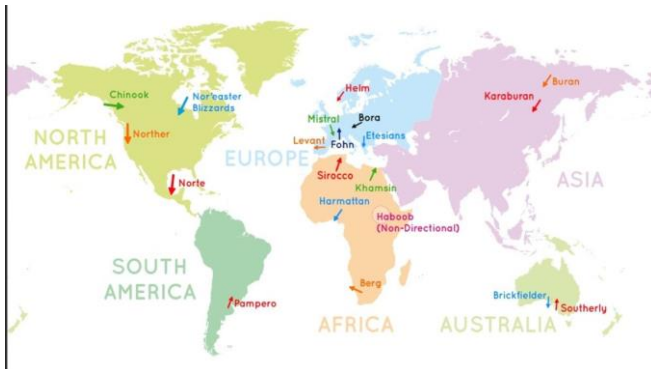 Chinook
Nor'easter
Blizzards
Norther
NORTH
AMERICA
Norte
SOUTH
AMERICA
Pampero
Helm
Mistral
Bora
Levant
Fohn
Etesians
EUROPE
Sirocco
Khamsin
Harmattan
Haboob
(Non-Directional)
Berg
AFRICA
Buran
Karaburan
ASIA
Brickfielder
Southerly
AUSTRALIA